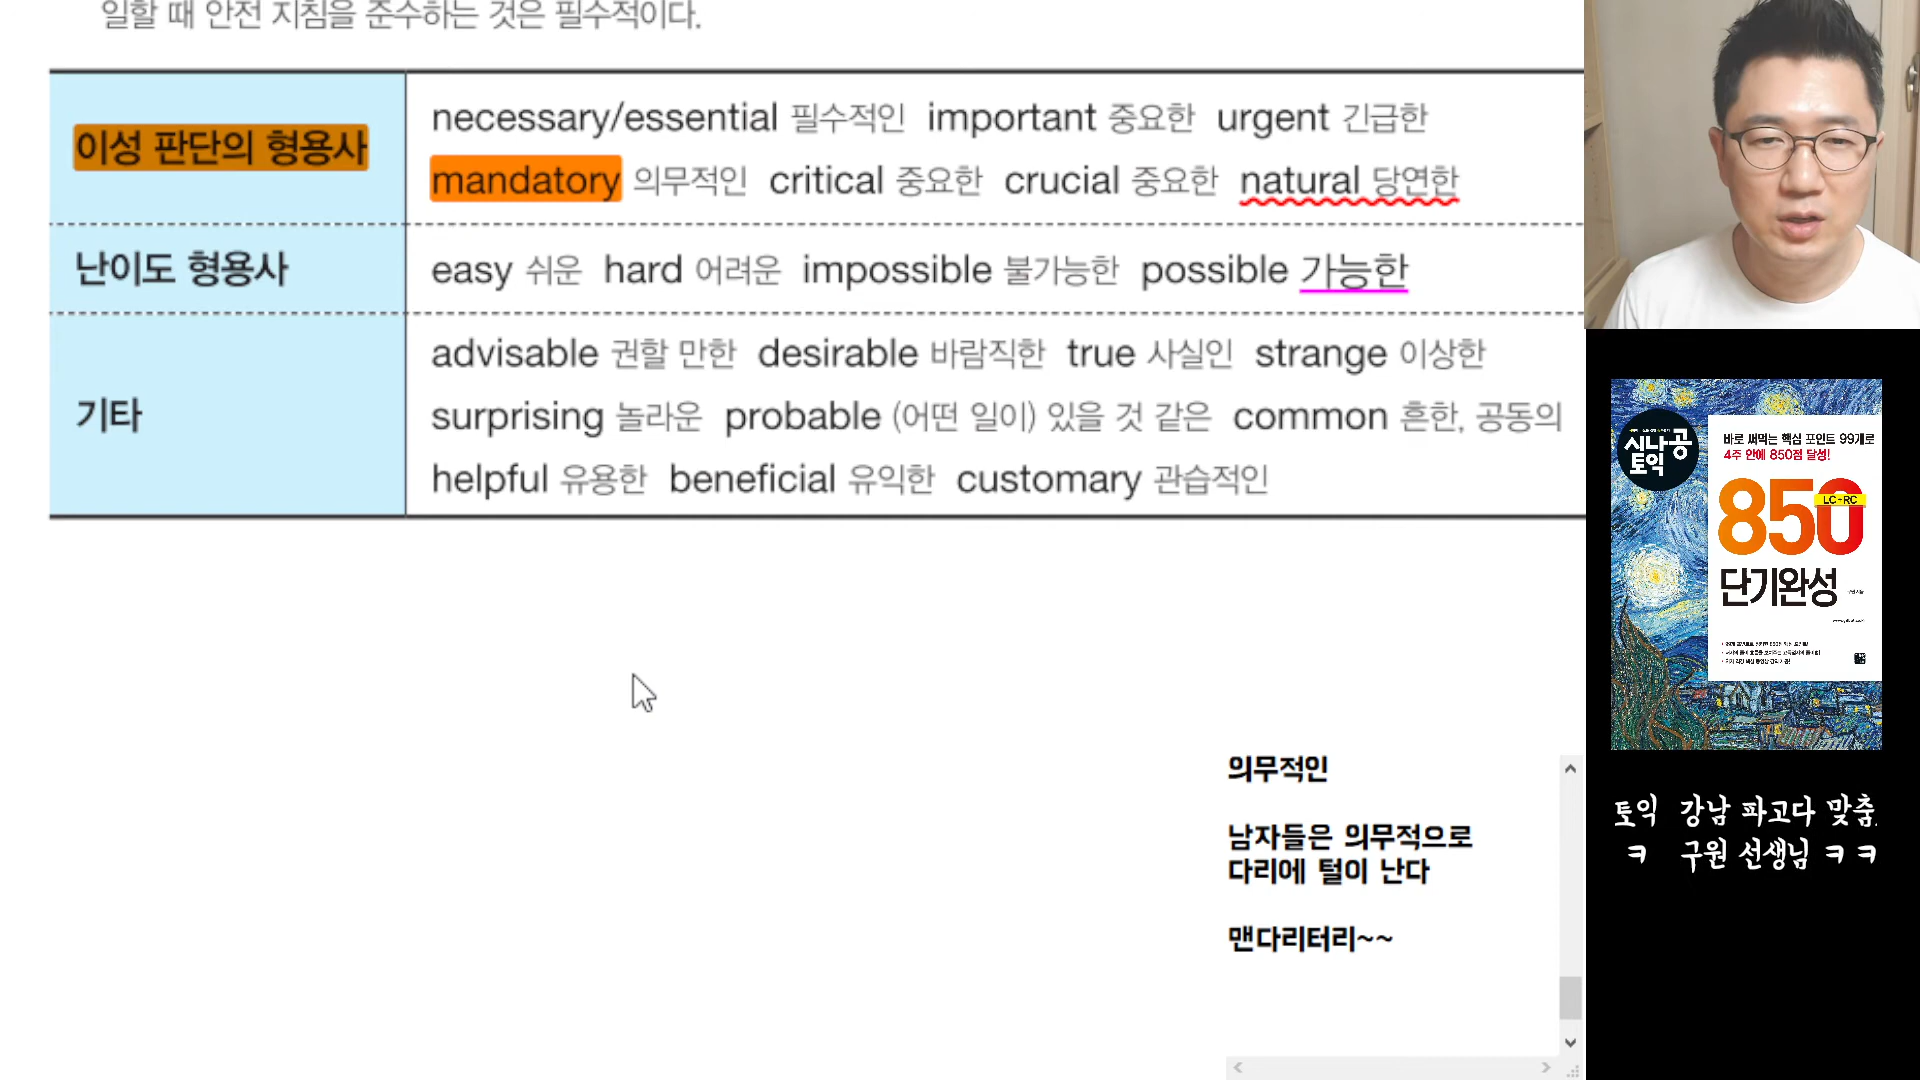 일할 때 안전 지침을 준수하는 것은 필수적이다.
이성 판단의 형용사
necessary/essential 필수적인 important 중요한 urgent 긴급한
mandatory 의무적인 critical 중요한 crucial 중요한 natural 당연한
난이도 형용사
easy 쉬운 hard 어려운 impossible 불가능한 possible 가능한
기타
advisable 권할 만한 desirable 바람직한 true 사실인 strange 이상한
surprising 놀라운 probable (어떤 일이) 있을 것 같은 common 흔한, 공동의
helpful 유용한 beneficial 유익한 customary 관습적인
의무적인
남자들은 의무적으로
다리에 털이 난다
맨다리터리~~
시나공
토익
바로 써먹는 핵심 포인트 99개로
4주 안에 850점 달성!
850
LC+RC
단기완성
토익 강남 파고다 맞춤
ㅋ 구원 선생님 ㅋㅋ